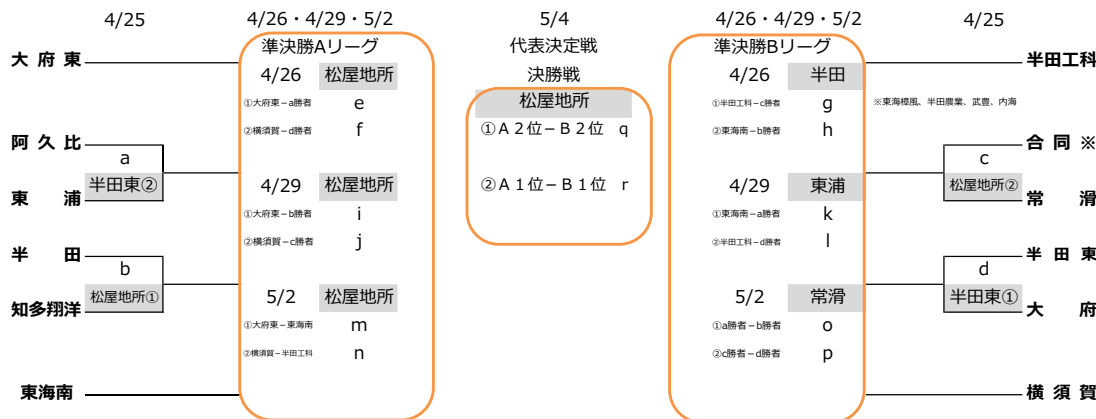 4/25
4/26・4/29・5/2
5/4
4/26・4/29・5/2
4/25
準決勝Aリーグ
代表決定戦
準決勝Bリーグ
大府東
半田工科
4/26 松屋地所
決勝戦
4/26 半田
①大府東－a勝者 e
松屋地所
①半田工科－c勝者 g
※東海樟風、半田農業、武豊、内海
②横須賀－d勝者 f
①A２位－B２位 q
②東海南－b勝者 h
阿久比
合同※
a
c
半田東②
4/29 松屋地所
②A１位－B１位 r
4/29 東浦
松屋地所②
東浦
常滑
①大府東－b勝者 i
①東海南－a勝者 k
②横須賀－c勝者 j
②半田工科－d勝者 l
半田
半田東
b
d
松屋地所①
5/2 松屋地所
5/2 常滑
半田東①
知多翔洋
大府
①大府東－東海南 m
①a勝者－b勝者 o
②横須賀－半田工科 n
②c勝者－d勝者 p
東海南
横須賀